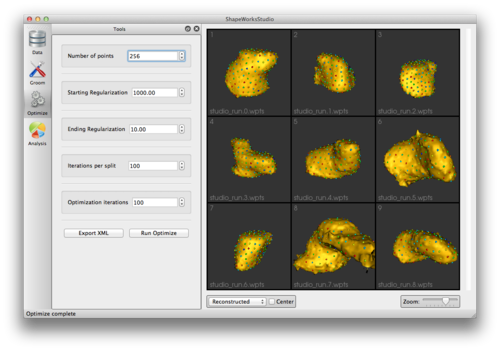 ShapeWorksStudio
Tools
Data
Groom
Optimize
Analysis
Number of points 256
Starting Regularization 1000.00
Ending Regularization 10.00
Iterations per split 100
Optimization iterations 100
Export XML Run Optimize
1 2 3
studio_run.0.wpts studio_run.1.wpts studio_run.2.wpts
4 5 6
studio_run.3.wpts studio_run.4.wpts studio_run.5.wpts
7 8 9
studio_run.6.wpts studio_run.7.wpts studio_run.8.wpts
Reconstructed Center Zoom:
Optimize complete